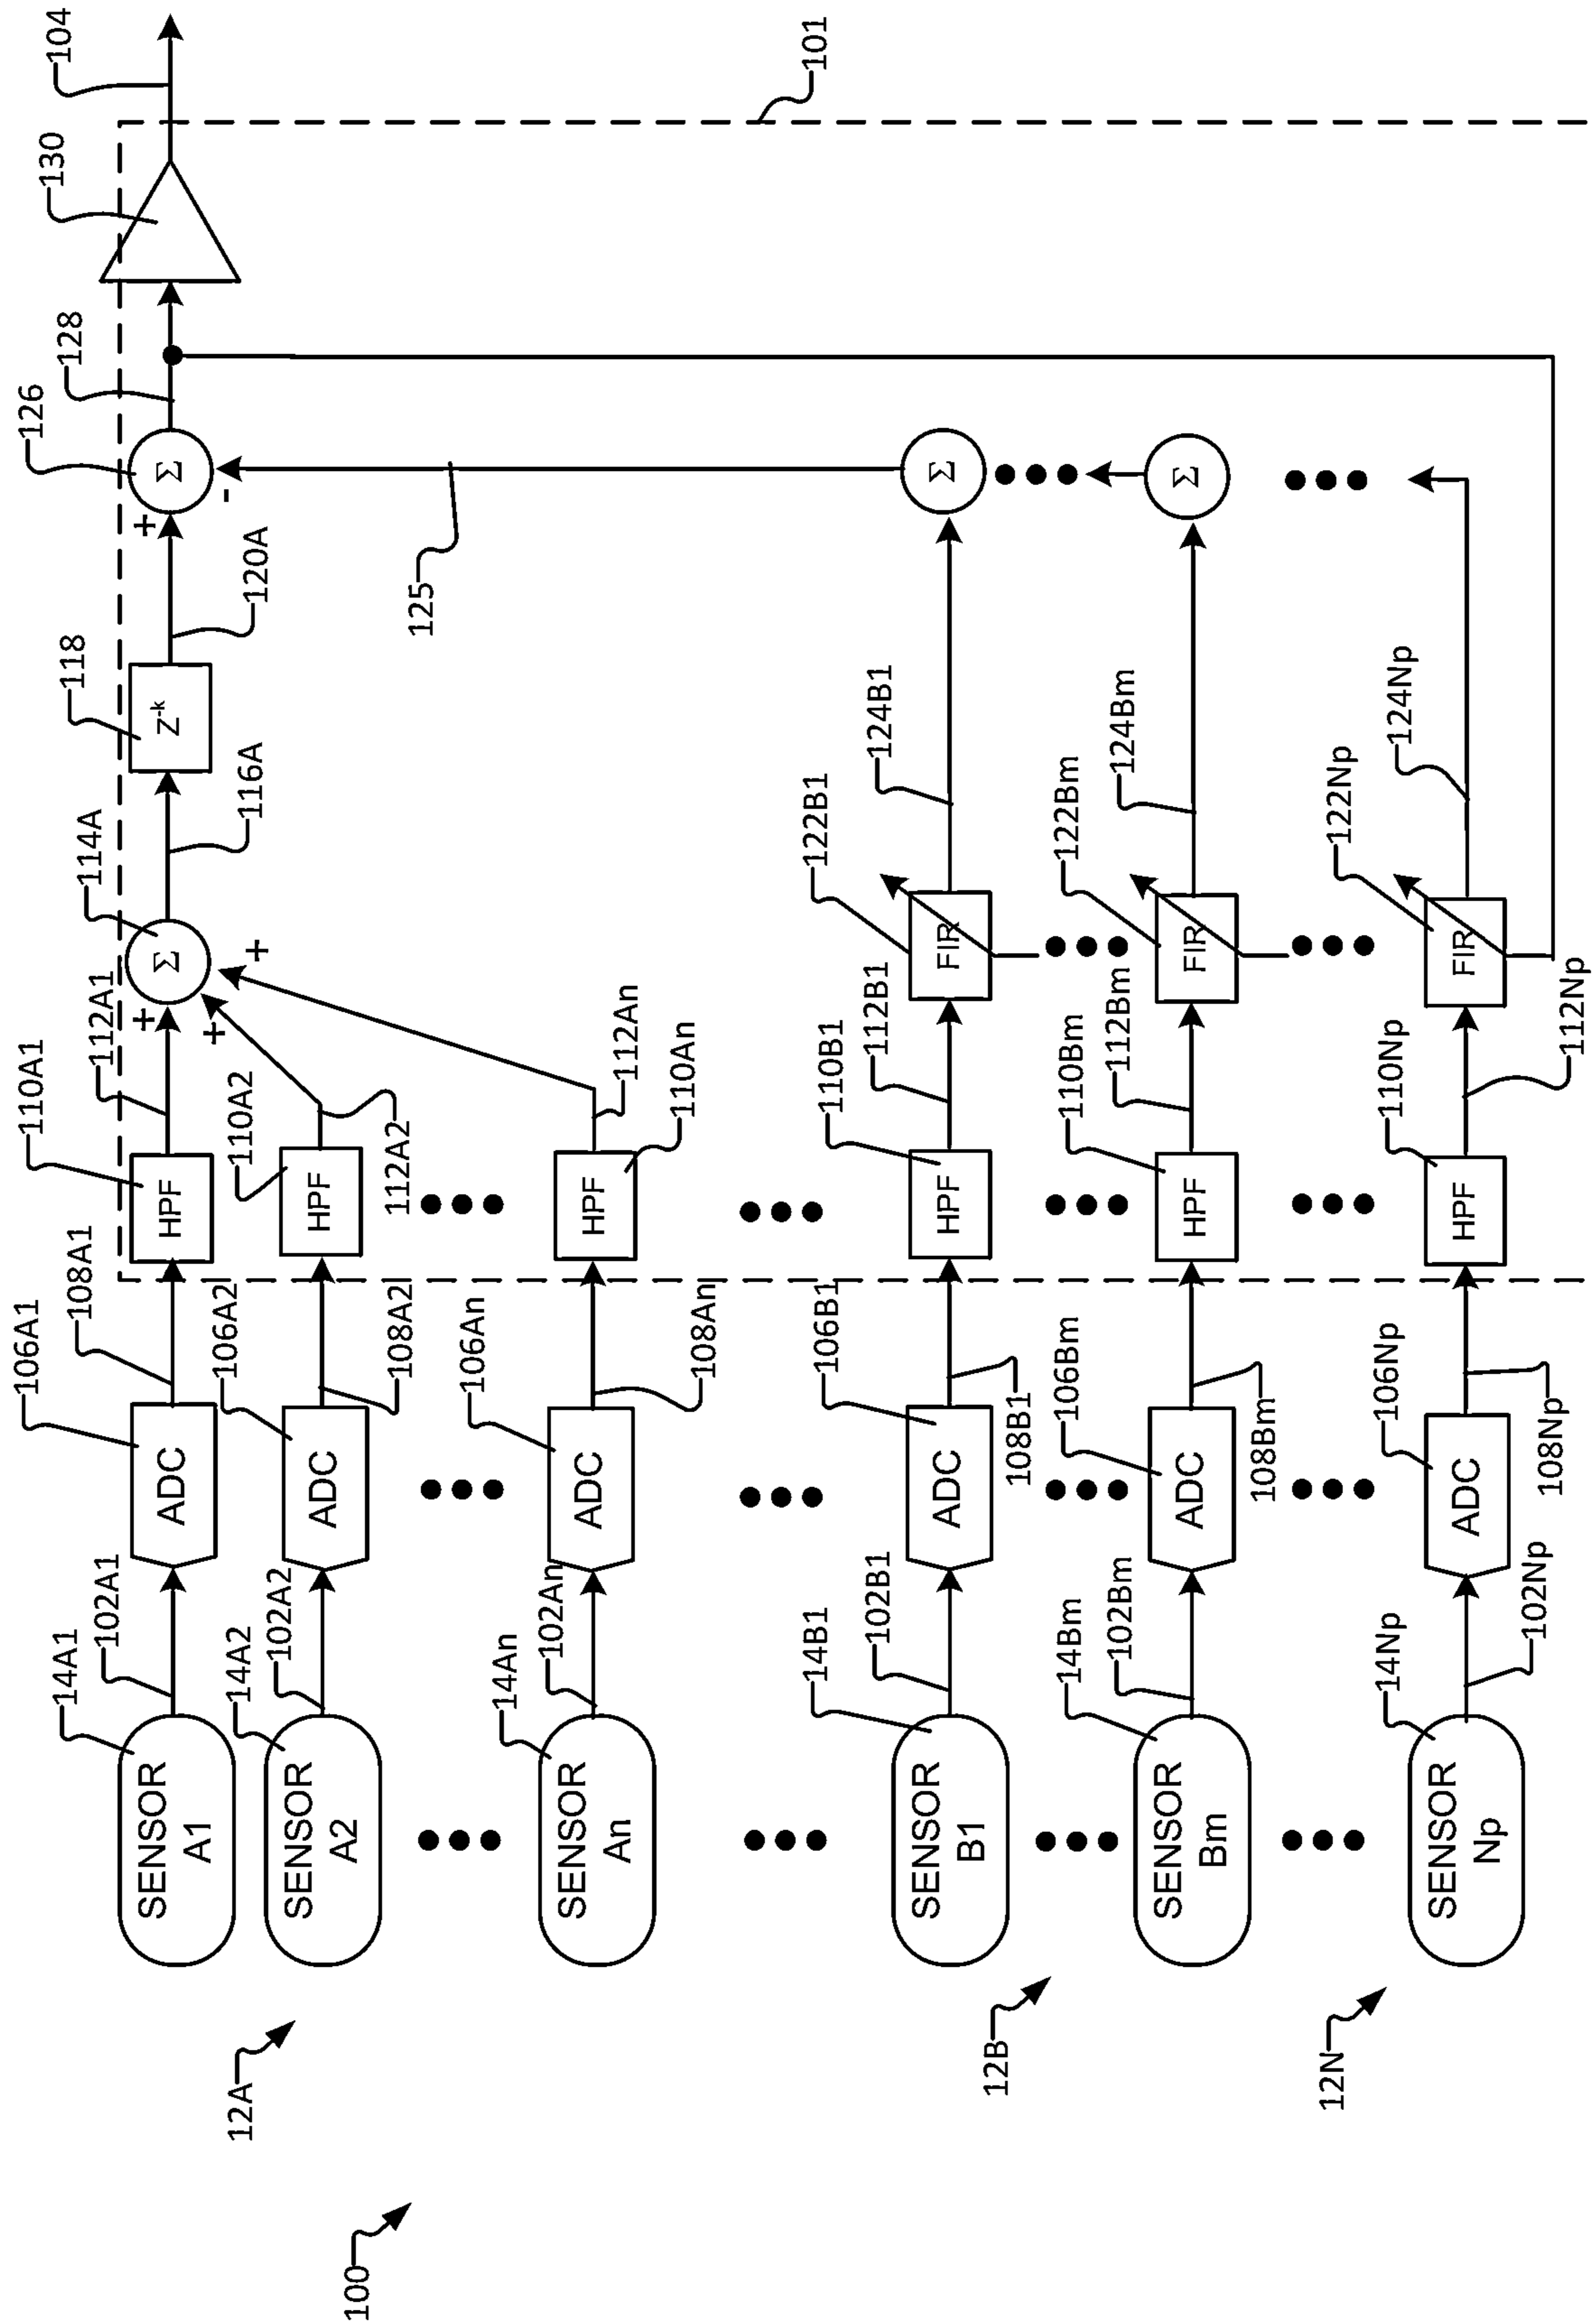 100
12A
14A1
102A1
106A1
108A1
110A1
112A1
114A
116A
118
120A
126
128
130
104
SENSOR
A1
ADC
HPF
+
Σ
Z⁻ᵏ
+
Σ
-
14A2
102A2
106A2
108A2
110A2
112A2
+
+
SENSOR
A2
ADC
HPF
125
14An
102An
106An
108An
112An
110An
SENSOR
An
ADC
HPF
101
14B1
102B1
106B1
110B1
112B1
122B1
124B1
SENSOR
B1
ADC
HPF
FIR
Σ
12B
108B1
14Bm
102Bm
106Bm
110Bm
112Bm
122Bm
124Bm
SENSOR
Bm
ADC
HPF
FIR
Σ
108Bm
12N
14Np
106Np
110Np
122Np
124Np
SENSOR
Np
ADC
HPF
FIR
102Np
108Np
112Np